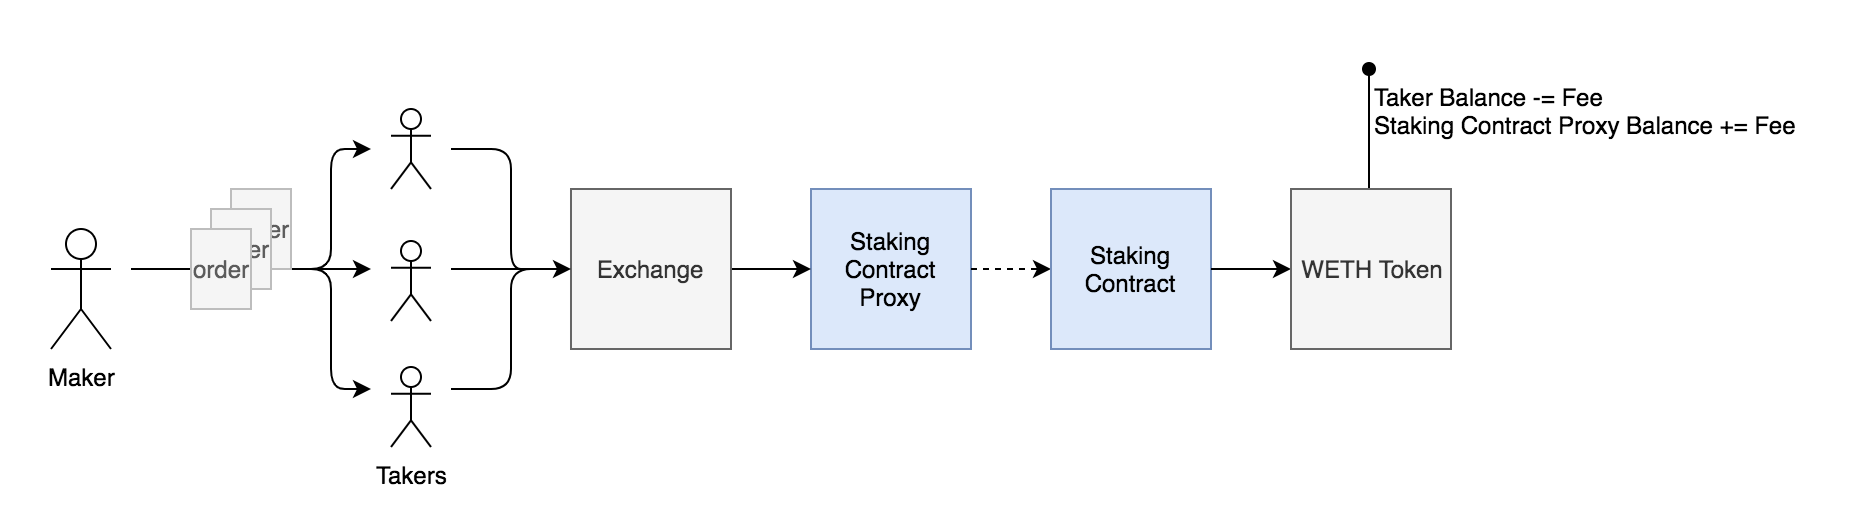 Taker Balance -= Fee
Staking Contract Proxy Balance += Fee
er
er
order
Maker
Takers
Exchange
Staking
Contract
Proxy
Staking
Contract
WETH Token